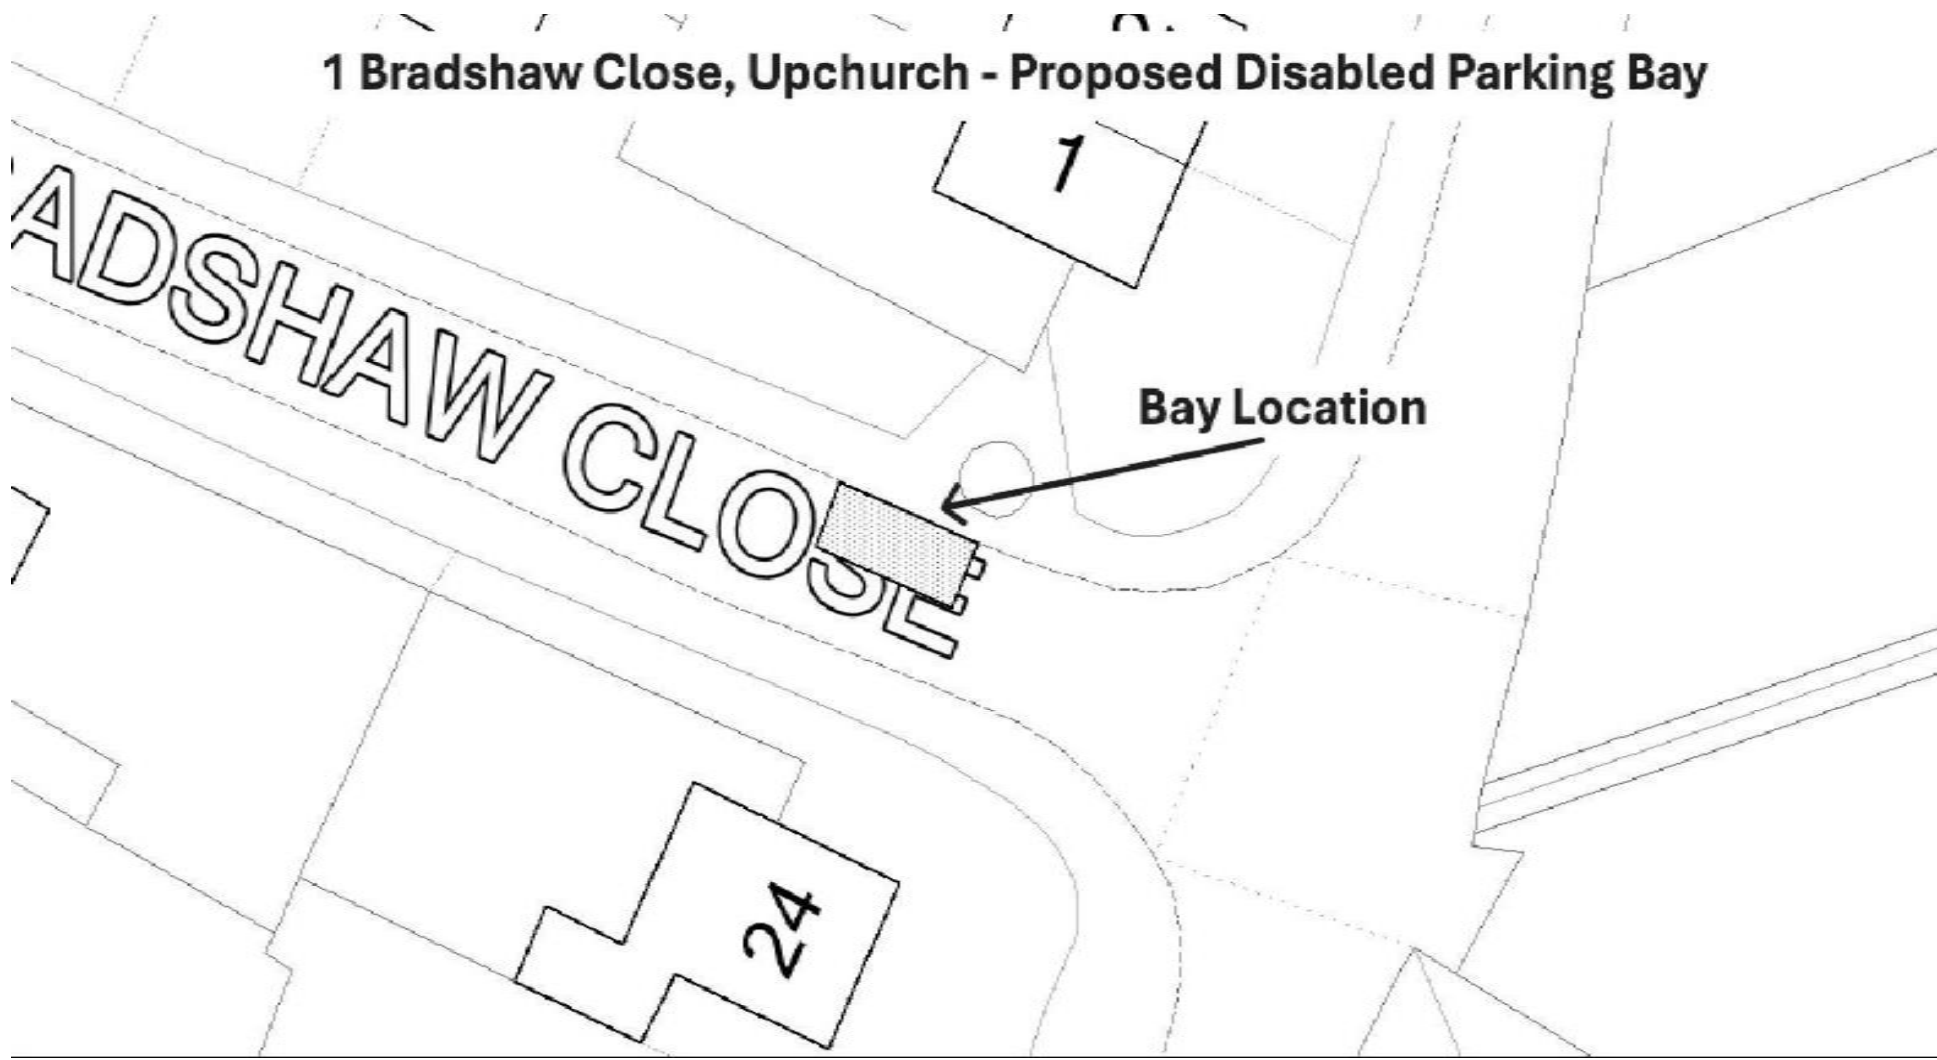 1 Bradshaw Close, Upchurch - Proposed Disabled Parking Bay
1
ADSHAW CLOSE
Bay Location
24